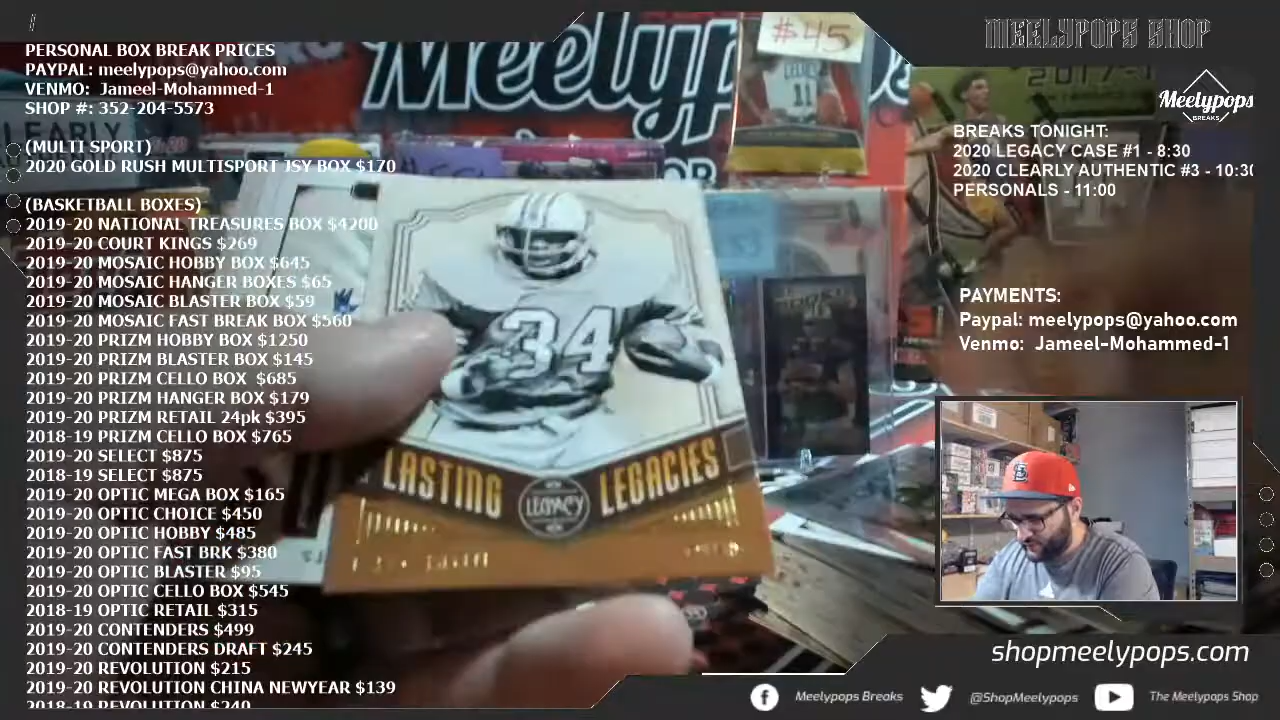 PERSONAL BOX BREAK PRICES
PAYPAL: meelypops@yahoo.com
VENMO: Jameel-Mohammed-1
SHOP #: 352-204-5573
(MULTI SPORT)
2020 GOLD RUSH MULTISPORT JSY BOX $170
(BASKETBALL BOXES)
2019-20 NATIONAL TREASURES BOX $4200
2019-20 COURT KINGS $269
2019-20 MOSAIC HOBBY BOX $645
2019-20 MOSAIC HANGER BOXES $65
2019-20 MOSAIC BLASTER BOX $59
2019-20 MOSAIC FAST BREAK BOX $560
2019-20 PRIZM HOBBY BOX $1250
2019-20 PRIZM BLASTER BOX $145
2019-20 PRIZM CELLO BOX $685
2019-20 PRIZM HANGER BOX $179
2019-20 PRIZM RETAIL 24pk $395
2018-19 PRIZM CELLO BOX $765
2019-20 SELECT $875
2018-19 SELECT $875
2019-20 OPTIC MEGA BOX $165
2019-20 OPTIC CHOICE $450
2019-20 OPTIC HOBBY $485
2019-20 OPTIC FAST BRK $380
2019-20 OPTIC BLASTER $95
2019-20 OPTIC CELLO BOX $545
2018-19 OPTIC RETAIL $315
2019-20 CONTENDERS $499
2019-20 CONTENDERS DRAFT $245
2019-20 REVOLUTION $215
2019-20 REVOLUTION CHINA NEWYEAR $139
2018-19 REVOLUTION $240
CLEARLY
Meelyp
$45
11
34
LASTING LEGACIES
LEGACY
MEELYPOPS SHOP
2017-1
Meelypops
BREAKS
BREAKS TONIGHT:
2020 LEGACY CASE #1 - 8:30
2020 CLEARLY AUTHENTIC #3 - 10:30
PERSONALS - 11:00
PAYMENTS:
Paypal: meelypops@yahoo.com
Venmo: Jameel-Mohammed-1
shopmeelypops.com
Meelypops Breaks
@ShopMeelypops
The Meelypops Shop